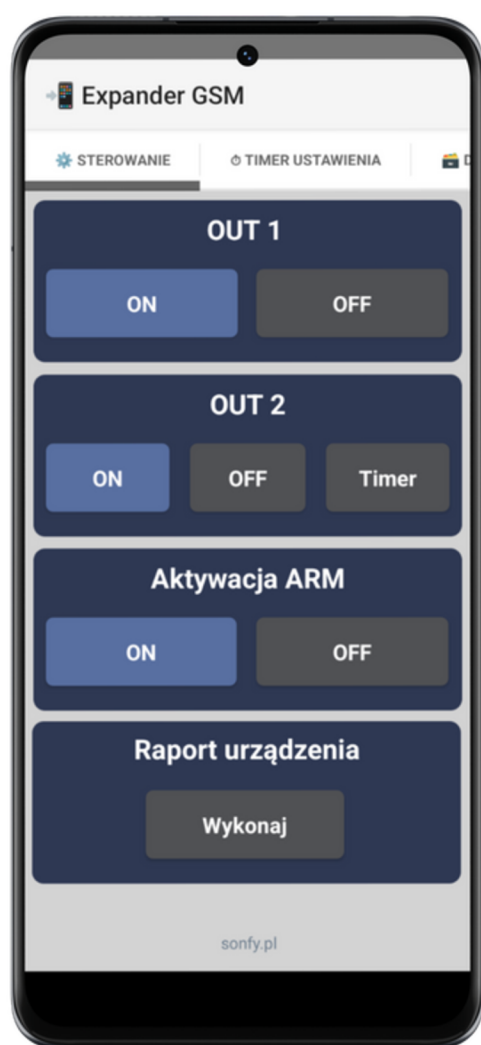 Expander GSM
STEROWANIE TIMER USTAWIENIA
OUT 1
ON OFF
OUT 2
ON OFF Timer
Aktywacja ARM
ON OFF
Raport urządzenia
Wykonaj
sonfy.pl